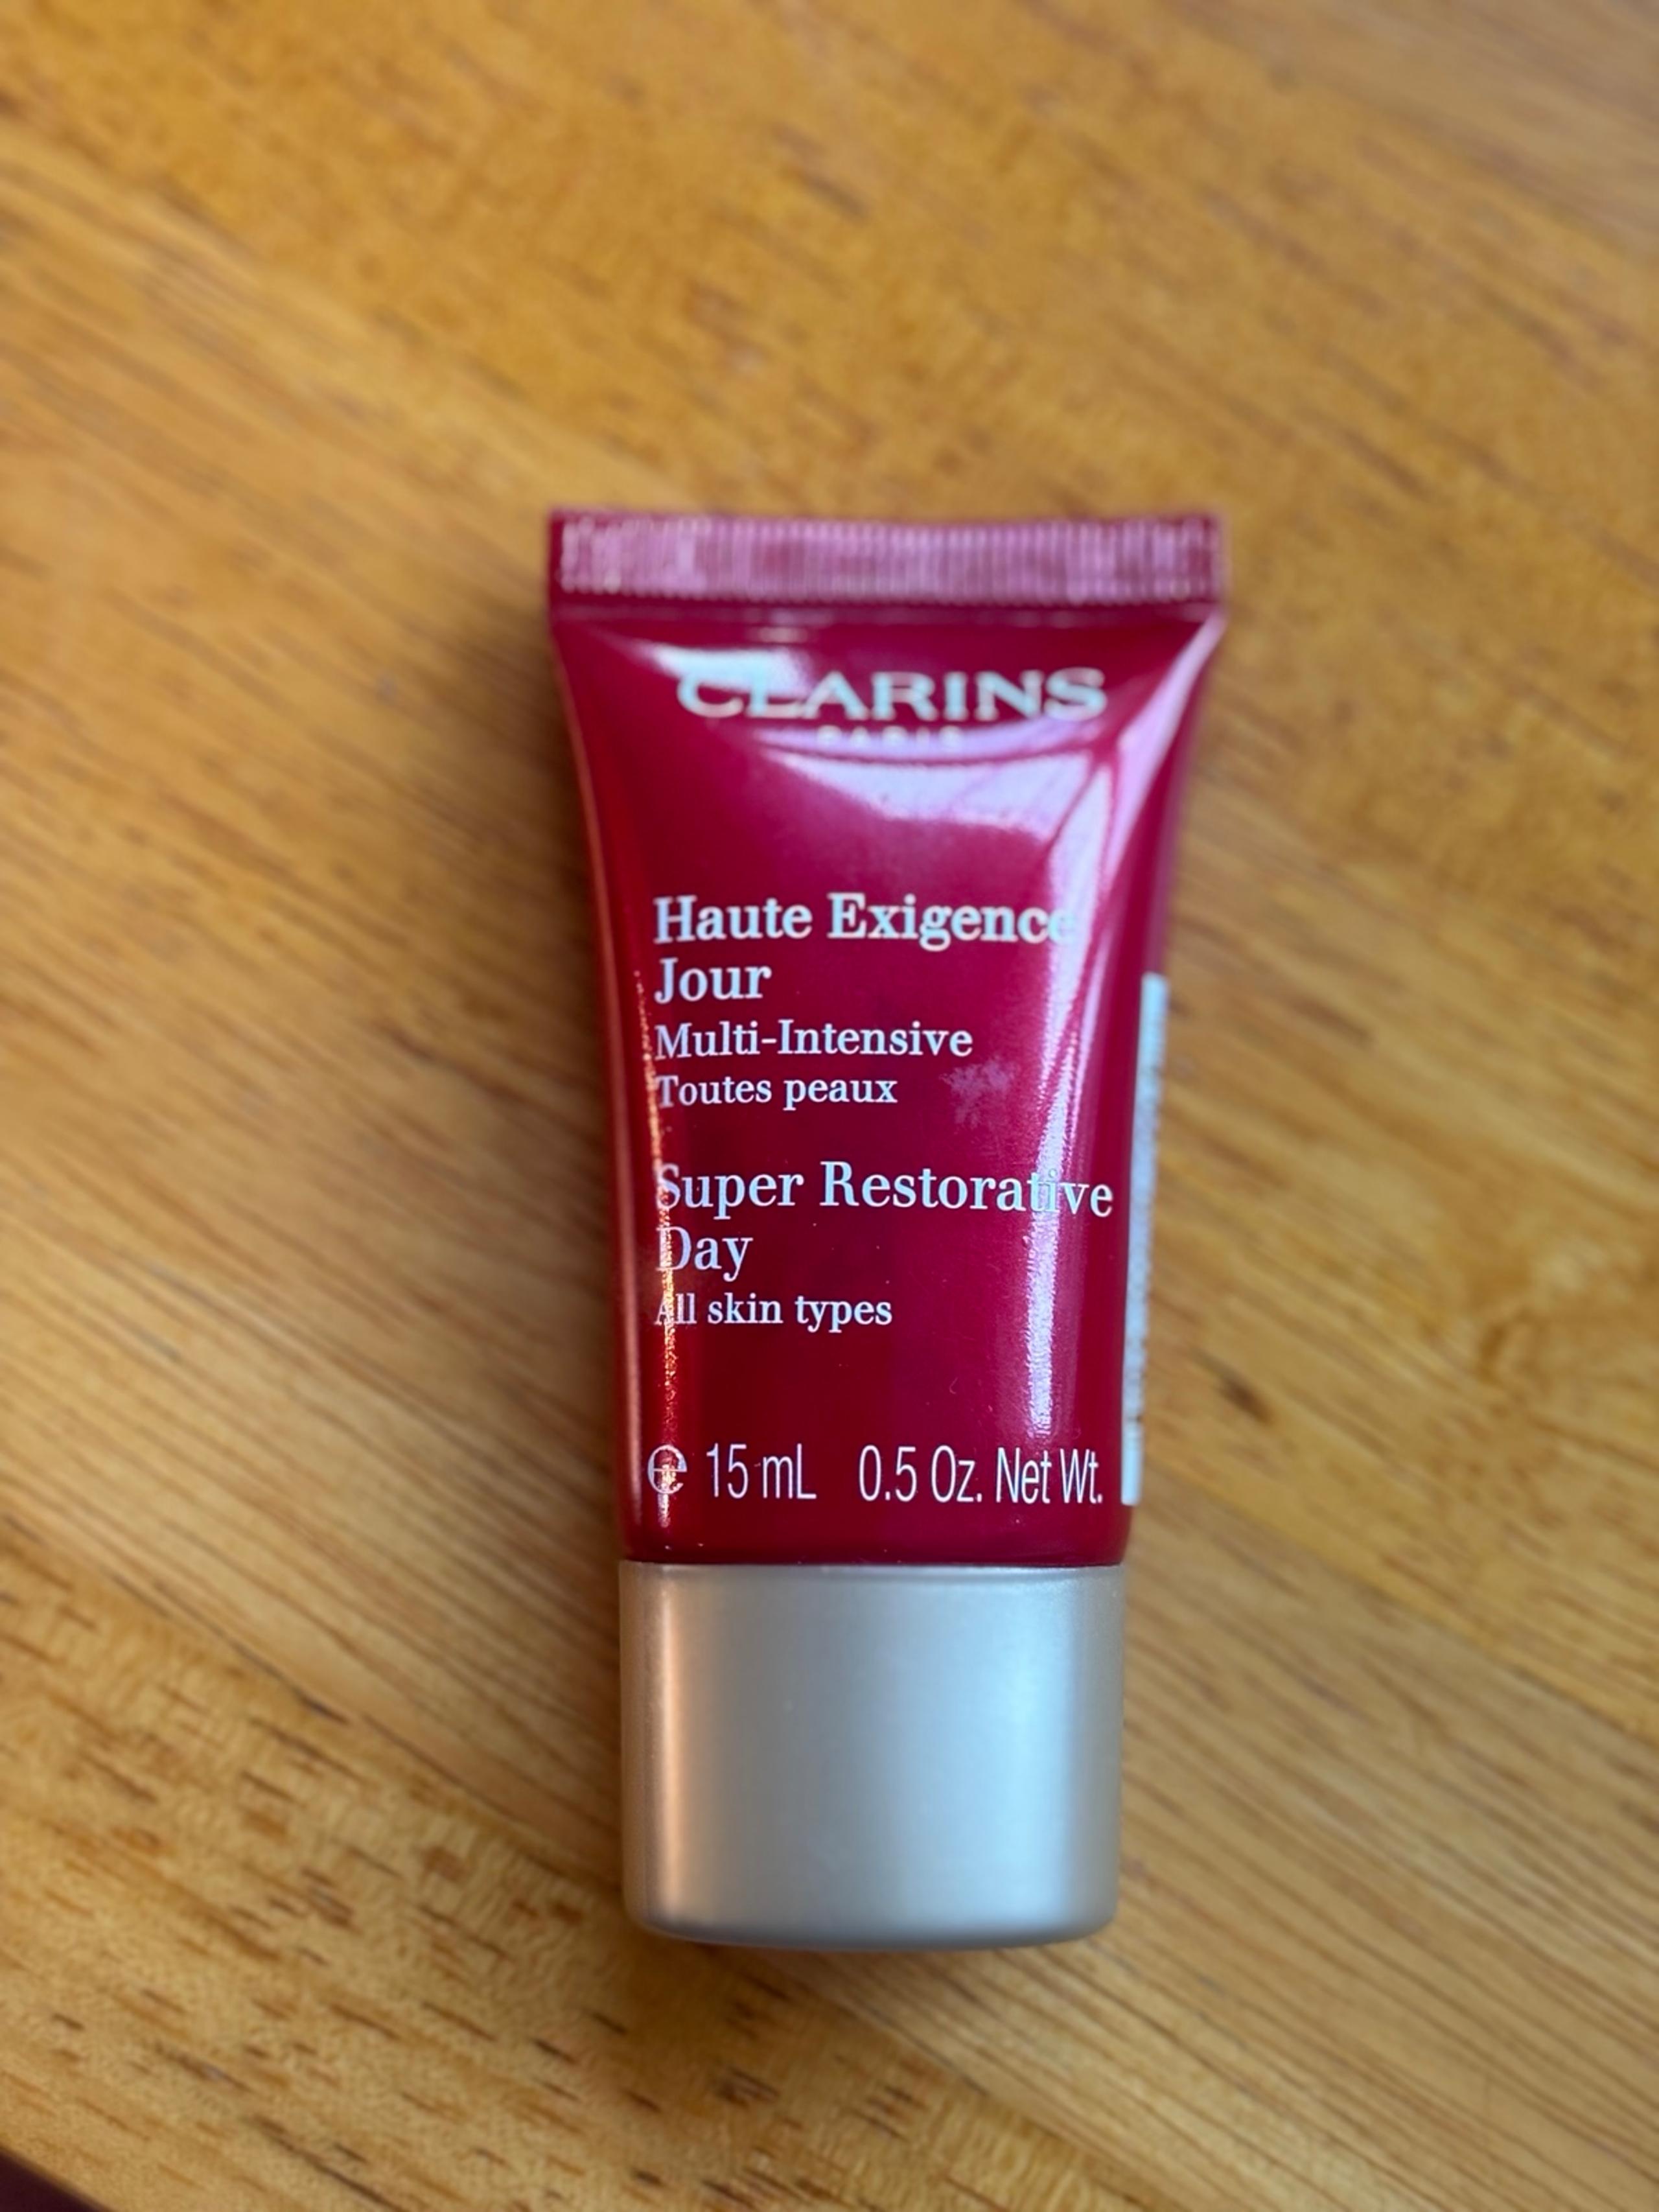 CLARINS
PARIS
Haute Exigence
Jour
Multi-Intensive
Toutes peaux
Super Restorative
Day
All skin types
℮ 15 mL 0.5 Oz. Net Wt.